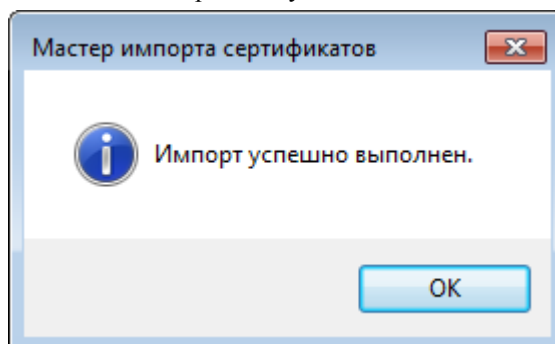 Мастер импорта сертификатов
Импорт успешно выполнен.
OK